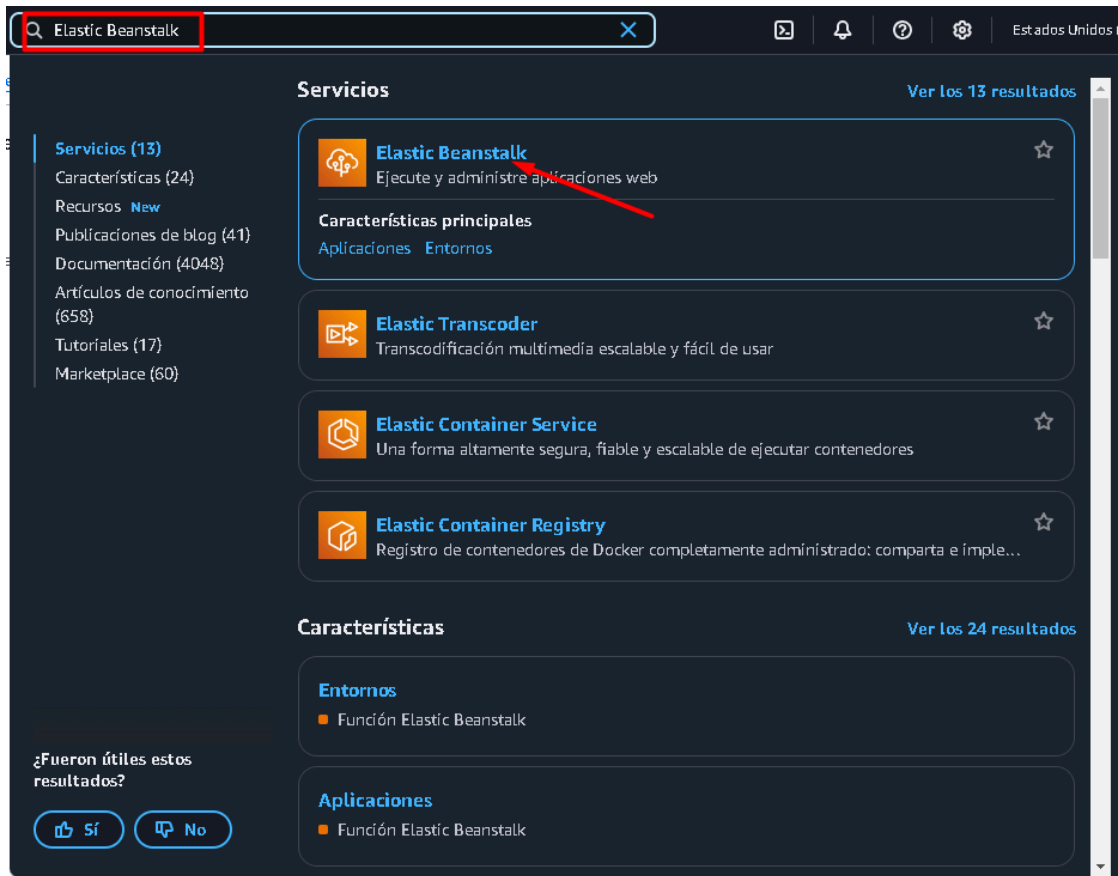 Elastic Beanstalk
Estados Unidos
Servicios
Ver los 13 resultados
Servicios (13)
Características (24)
Recursos New
Publicaciones de blog (41)
Documentación (4048)
Artículos de conocimiento
(658)
Tutoriales (17)
Marketplace (60)
Elastic Beanstalk
Ejecute y administre aplicaciones web
Características principales
Aplicaciones Entornos
Elastic Transcoder
Transcodificación multimedia escalable y fácil de usar
Elastic Container Service
Una forma altamente segura, fiable y escalable de ejecutar contenedores
Elastic Container Registry
Registro de contenedores de Docker completamente administrado: comparta e imple...
Características
Ver los 24 resultados
Entornos
Función Elastic Beanstalk
Aplicaciones
Función Elastic Beanstalk
¿Fueron útiles estos
resultados?
Sí No